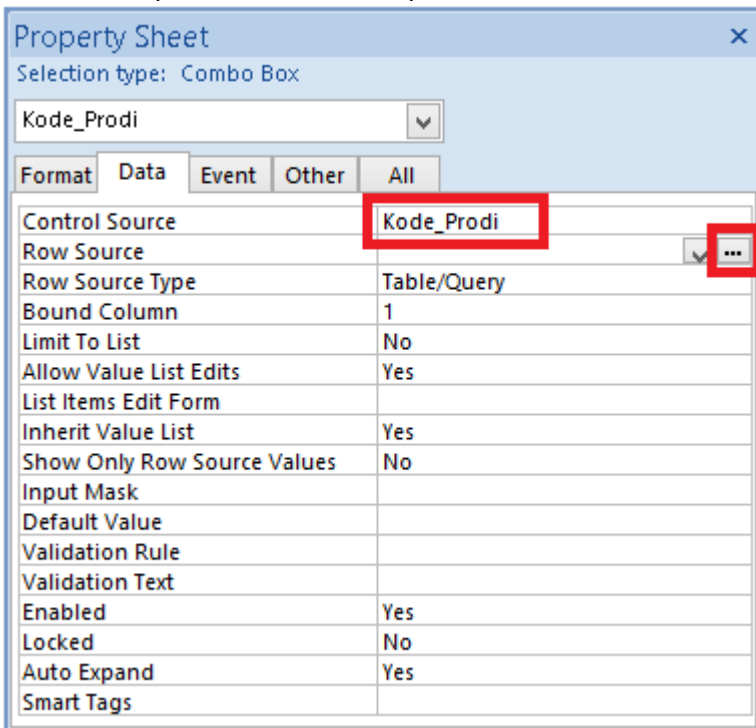 Property Sheet
Selection type: Combo Box
Kode_Prodi
Format Data Event Other All
Control Source Kode_Prodi
Row Source ...
Row Source Type Table/Query
Bound Column 1
Limit To List No
Allow Value List Edits Yes
List Items Edit Form
Inherit Value List Yes
Show Only Row Source Values No
Input Mask
Default Value
Validation Rule
Validation Text
Enabled Yes
Locked No
Auto Expand Yes
Smart Tags